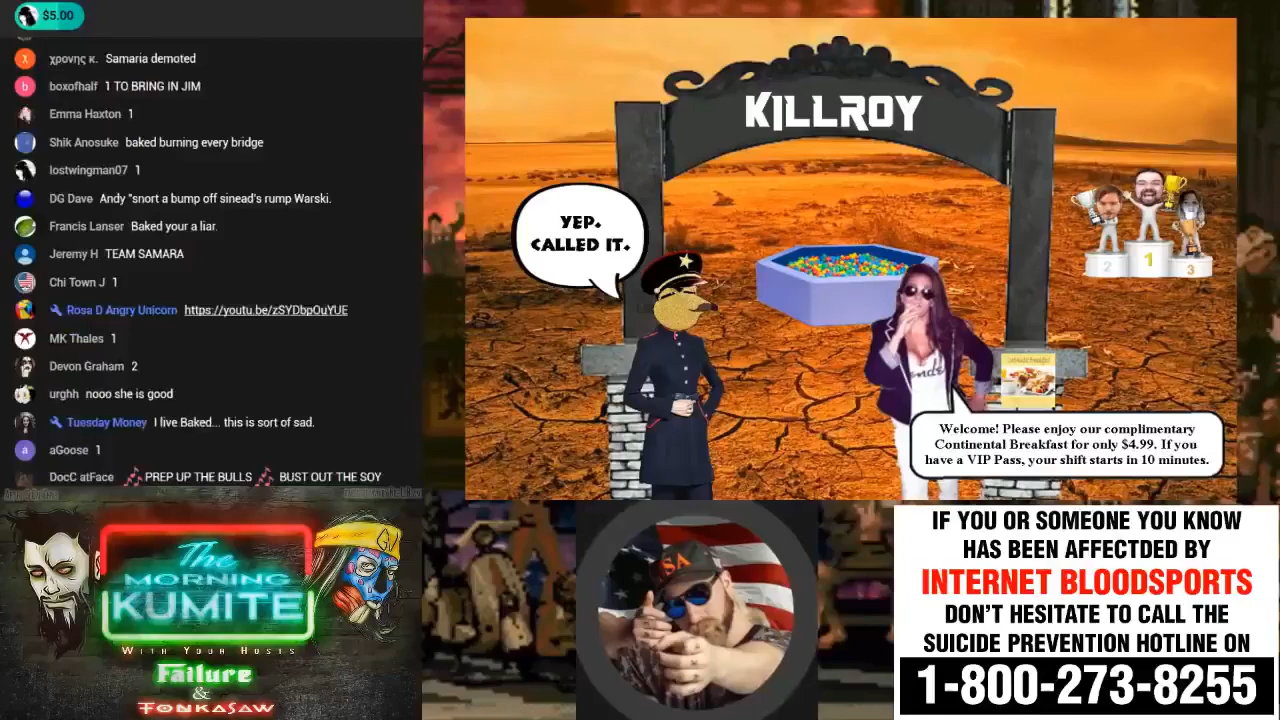 $5.00
χρονης κ. Samaria demoted
boxofhalf 1 TO BRING IN JIM
Emma Haxton 1
Shik Anosuke baked burning every bridge
lostwingman07 1
DG Dave Andy "snort a bump off sinead's rump Warski.
Francis Lanser Baked your a liar.
Jeremy H TEAM SAMARA
Chi Town J 1
Rosa D Angry Unicorn https://youtu.be/zSYDbpOuYUE
MK Thales 1
Devon Graham 2
urghh nooo she is good
Tuesday Money I live Baked... this is sort of sad.
aGoose 1
DocC atFace 🎶PREP UP THE BULLS 🎶 BUST OUT THE SOY
KILLROY
YEP.
CALLED IT.
2 1 3
Welcome! Please enjoy our complimentary
Continental Breakfast for only $4.99. If you
have a VIP Pass, your shift starts in 10 minutes.
The
MORNING
KUMITE
WITH YOUR HOSTS
Failure
&
TONKASAW
IF YOU OR SOMEONE YOU KNOW
HAS BEEN AFFECTDED BY
INTERNET BLOODSPORTS
DON'T HESITATE TO CALL THE
SUICIDE PREVENTION HOTLINE ON
1-800-273-8255